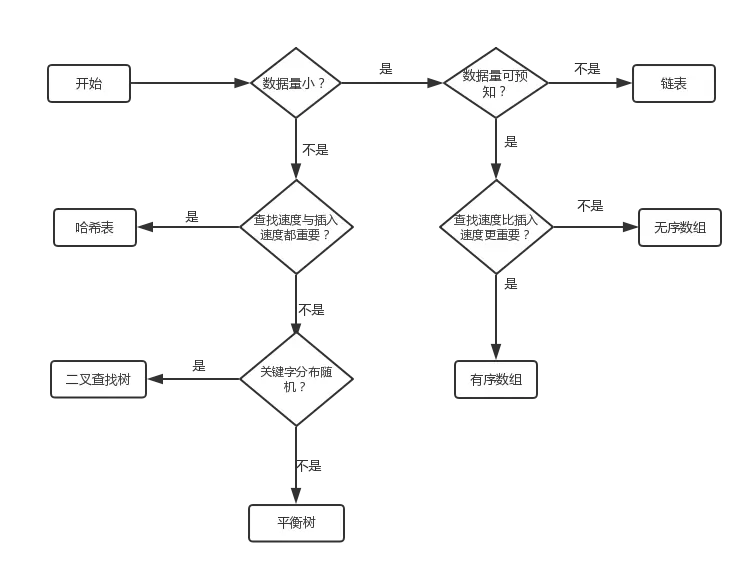 开始
数据量小？
是
数据量可预
知？
不是
链表
不是
是
哈希表
是
查找速度与插入
速度都重要？
查找速度比插入
速度更重要？
不是
无序数组
不是
是
二叉查找树
是
关键字分布随
机？
有序数组
不是
平衡树